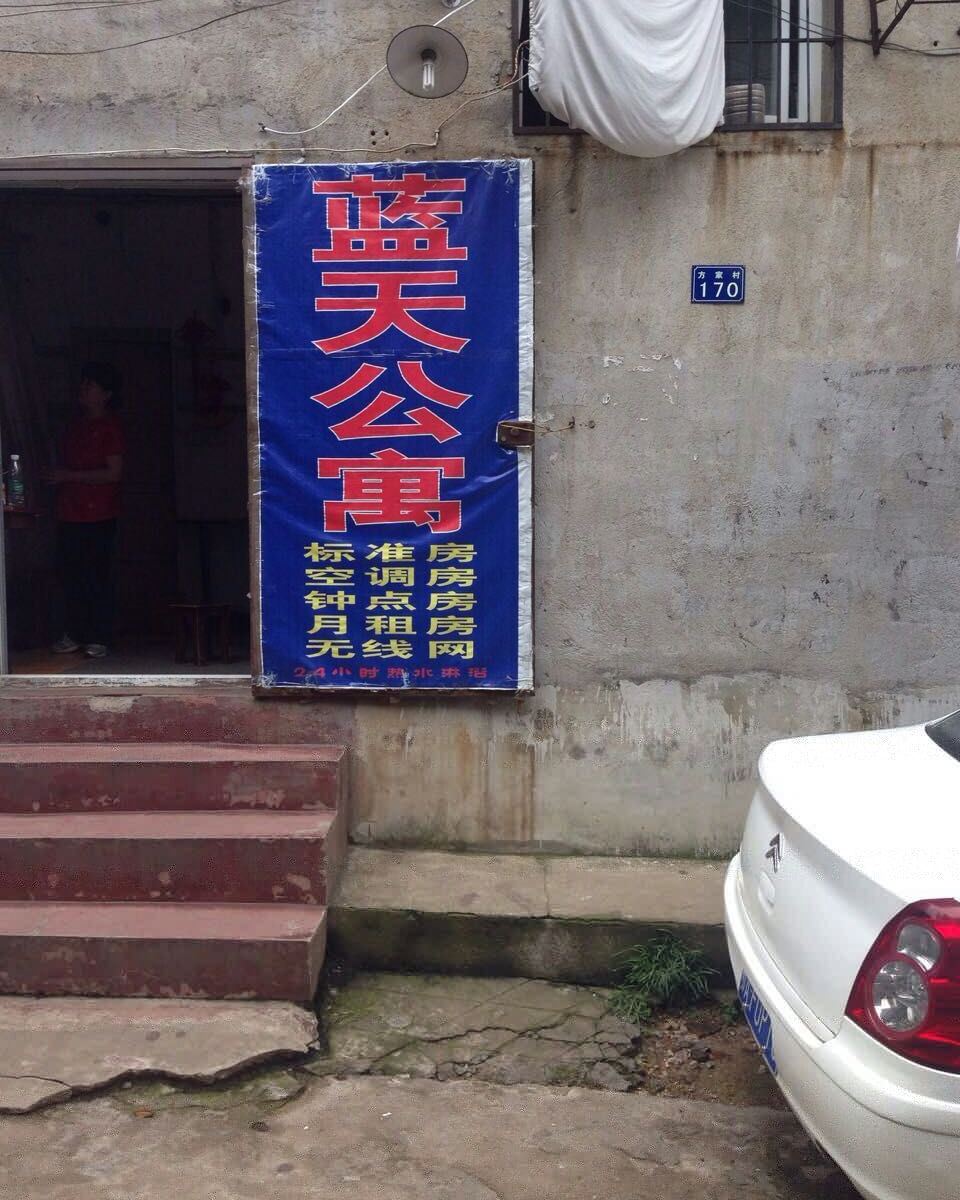 蓝天公寓
标准房
空调房
钟点房
月租房
无线网
24小时热水淋浴
方家村
170